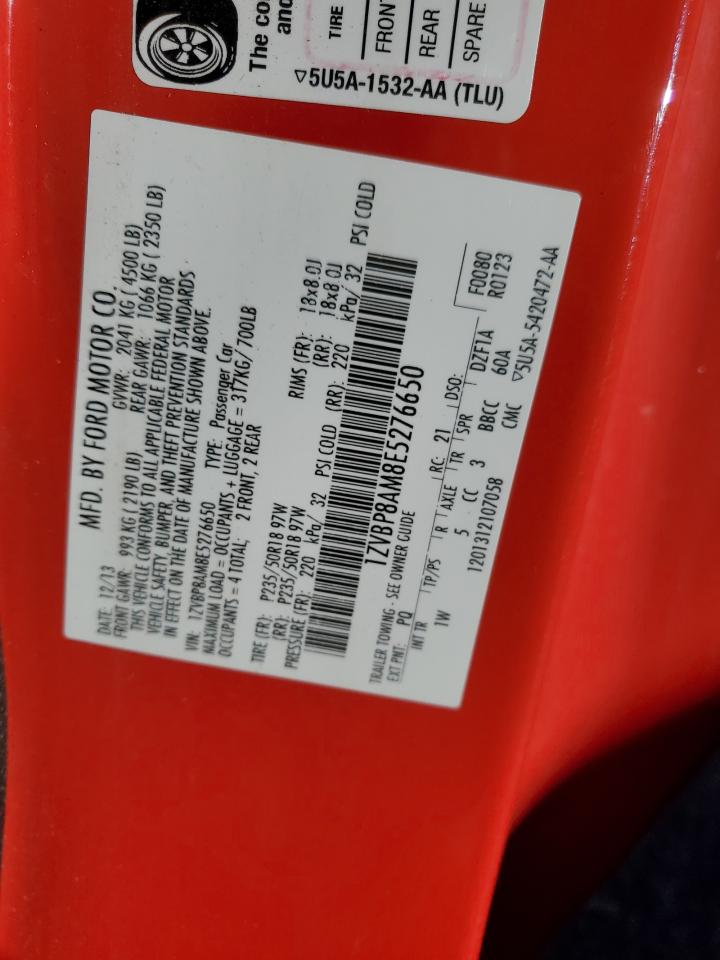 The co
and
TIRE
FRONT
REAR
SPARE
▽5U5A-1532-AA (TLU)
MFD. BY FORD MOTOR CO.
DATE: 12/13 GVWR: 2041 KG ( 4500 LB)
FRONT GAWR: 993 KG ( 2190 LB) REAR GAWR: 1066 KG ( 2350 LB)
THIS VEHICLE CONFORMS TO ALL APPLICABLE FEDERAL MOTOR
VEHICLE SAFETY, BUMPER, AND THEFT PREVENTION STANDARDS
IN EFFECT ON THE DATE OF MANUFACTURE SHOWN ABOVE.
VIN: 1ZVBP8AM8E5276650 TYPE: Passenger Car
MAXIMUM LOAD = OCCUPANTS + LUGGAGE = 317KG/700LB
OCCUPANTS = 4 TOTAL; 2 FRONT, 2 REAR
TIRE (FR): P235/50R18 97W RIMS (FR): 18x8.0J
(RR): P235/50R18 97W (RR): 18x8.0J
PRESSURE (FR): 220 kPa/ 32 PSI COLD (RR): 220 kPa/ 32 PSI COLD
1ZVBP8AM8E5276650
TRAILER TOWING - SEE OWNER GUIDE
EXT PNT: PQ RC: 21 DSO: F0080
INT TR TP/PS R AXLE TR SPR R0123
1W 5 CC 3 BBCC DZF1A
60A
1201312107058 CMC ▽5U5A-5420472-AA